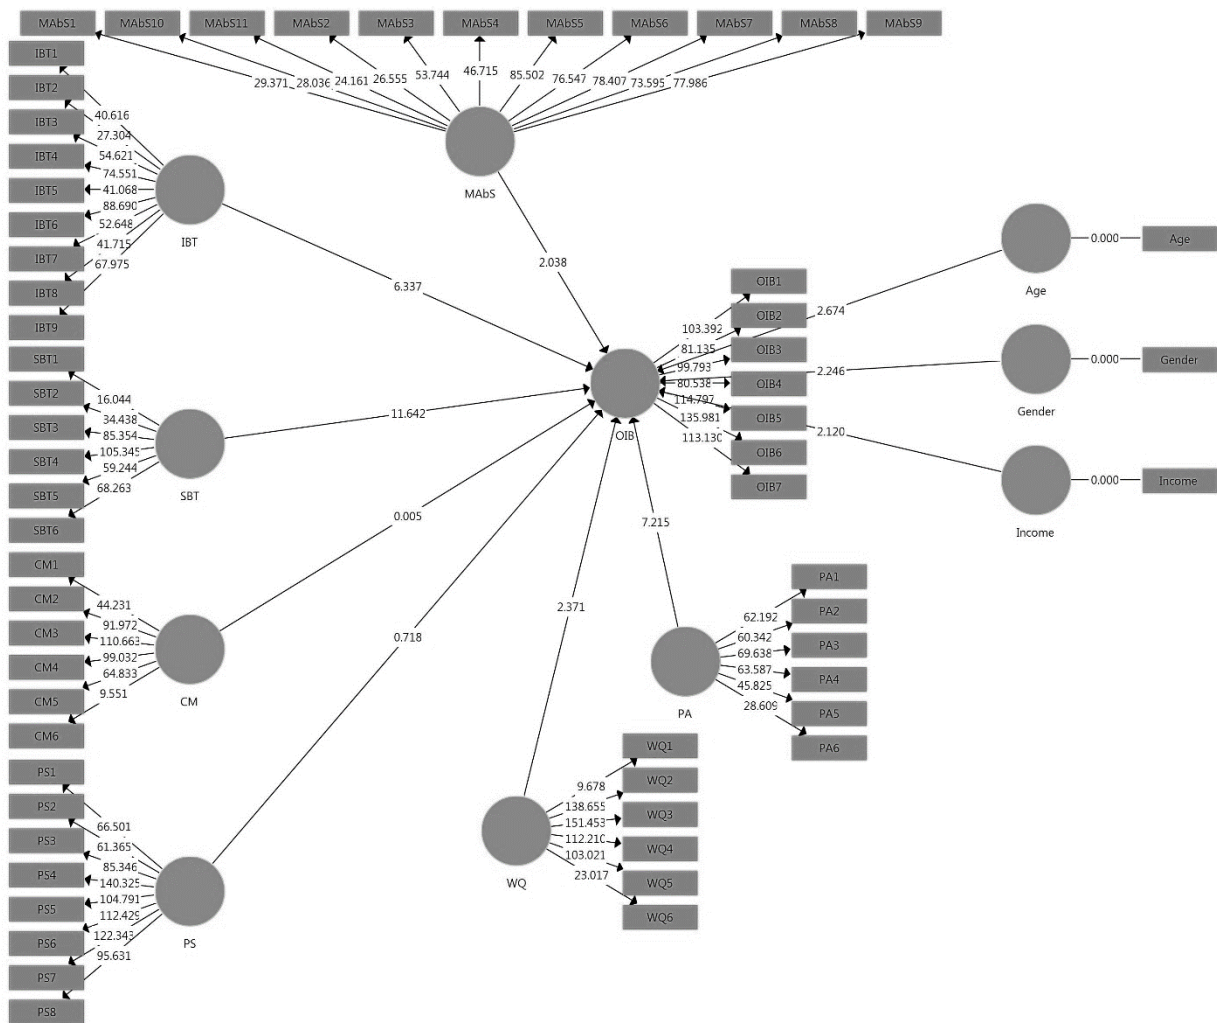 MAbS1 MAbS10 MAbS11 MAbS2 MAbS3 MAbS4 MAbS5 MAbS6 MAbS7 MAbS8 MAbS9
29.371 28.036 24.161 26.555 53.744 46.715 85.502 76.547 78.407 73.595 77.986
MAbS
IBT1
IBT2
IBT3
IBT4
IBT5
IBT6
IBT7
IBT8
IBT9
40.616
27.304
54.621
74.551
41.068
88.690
52.648
41.715
67.975
IBT
SBT1
SBT2
SBT3
SBT4
SBT5
SBT6
16.044
34.438
85.354
105.345
59.244
68.263
SBT
CM1
CM2
CM3
CM4
CM5
CM6
44.231
91.972
110.663
99.032
64.833
9.551
CM
PS1
PS2
PS3
PS4
PS5
PS6
PS7
PS8
66.501
61.365
85.346
140.325
104.791
112.429
122.343
95.631
PS
2.038
6.337
11.642
0.005
0.718
2.371
7.215
OIB
OIB1
OIB2
OIB3
OIB4
OIB5
OIB6
OIB7
103.392
81.135
99.793
80.538
114.797
135.981
113.130
2.674
2.246
2.120
Age
0.000
Age
Gender
0.000
Gender
Income
0.000
Income
PA
PA1
PA2
PA3
PA4
PA5
PA6
62.192
60.342
69.638
63.587
45.825
28.609
WQ
WQ1
WQ2
WQ3
WQ4
WQ5
WQ6
9.678
138.655
151.453
112.210
103.021
23.017